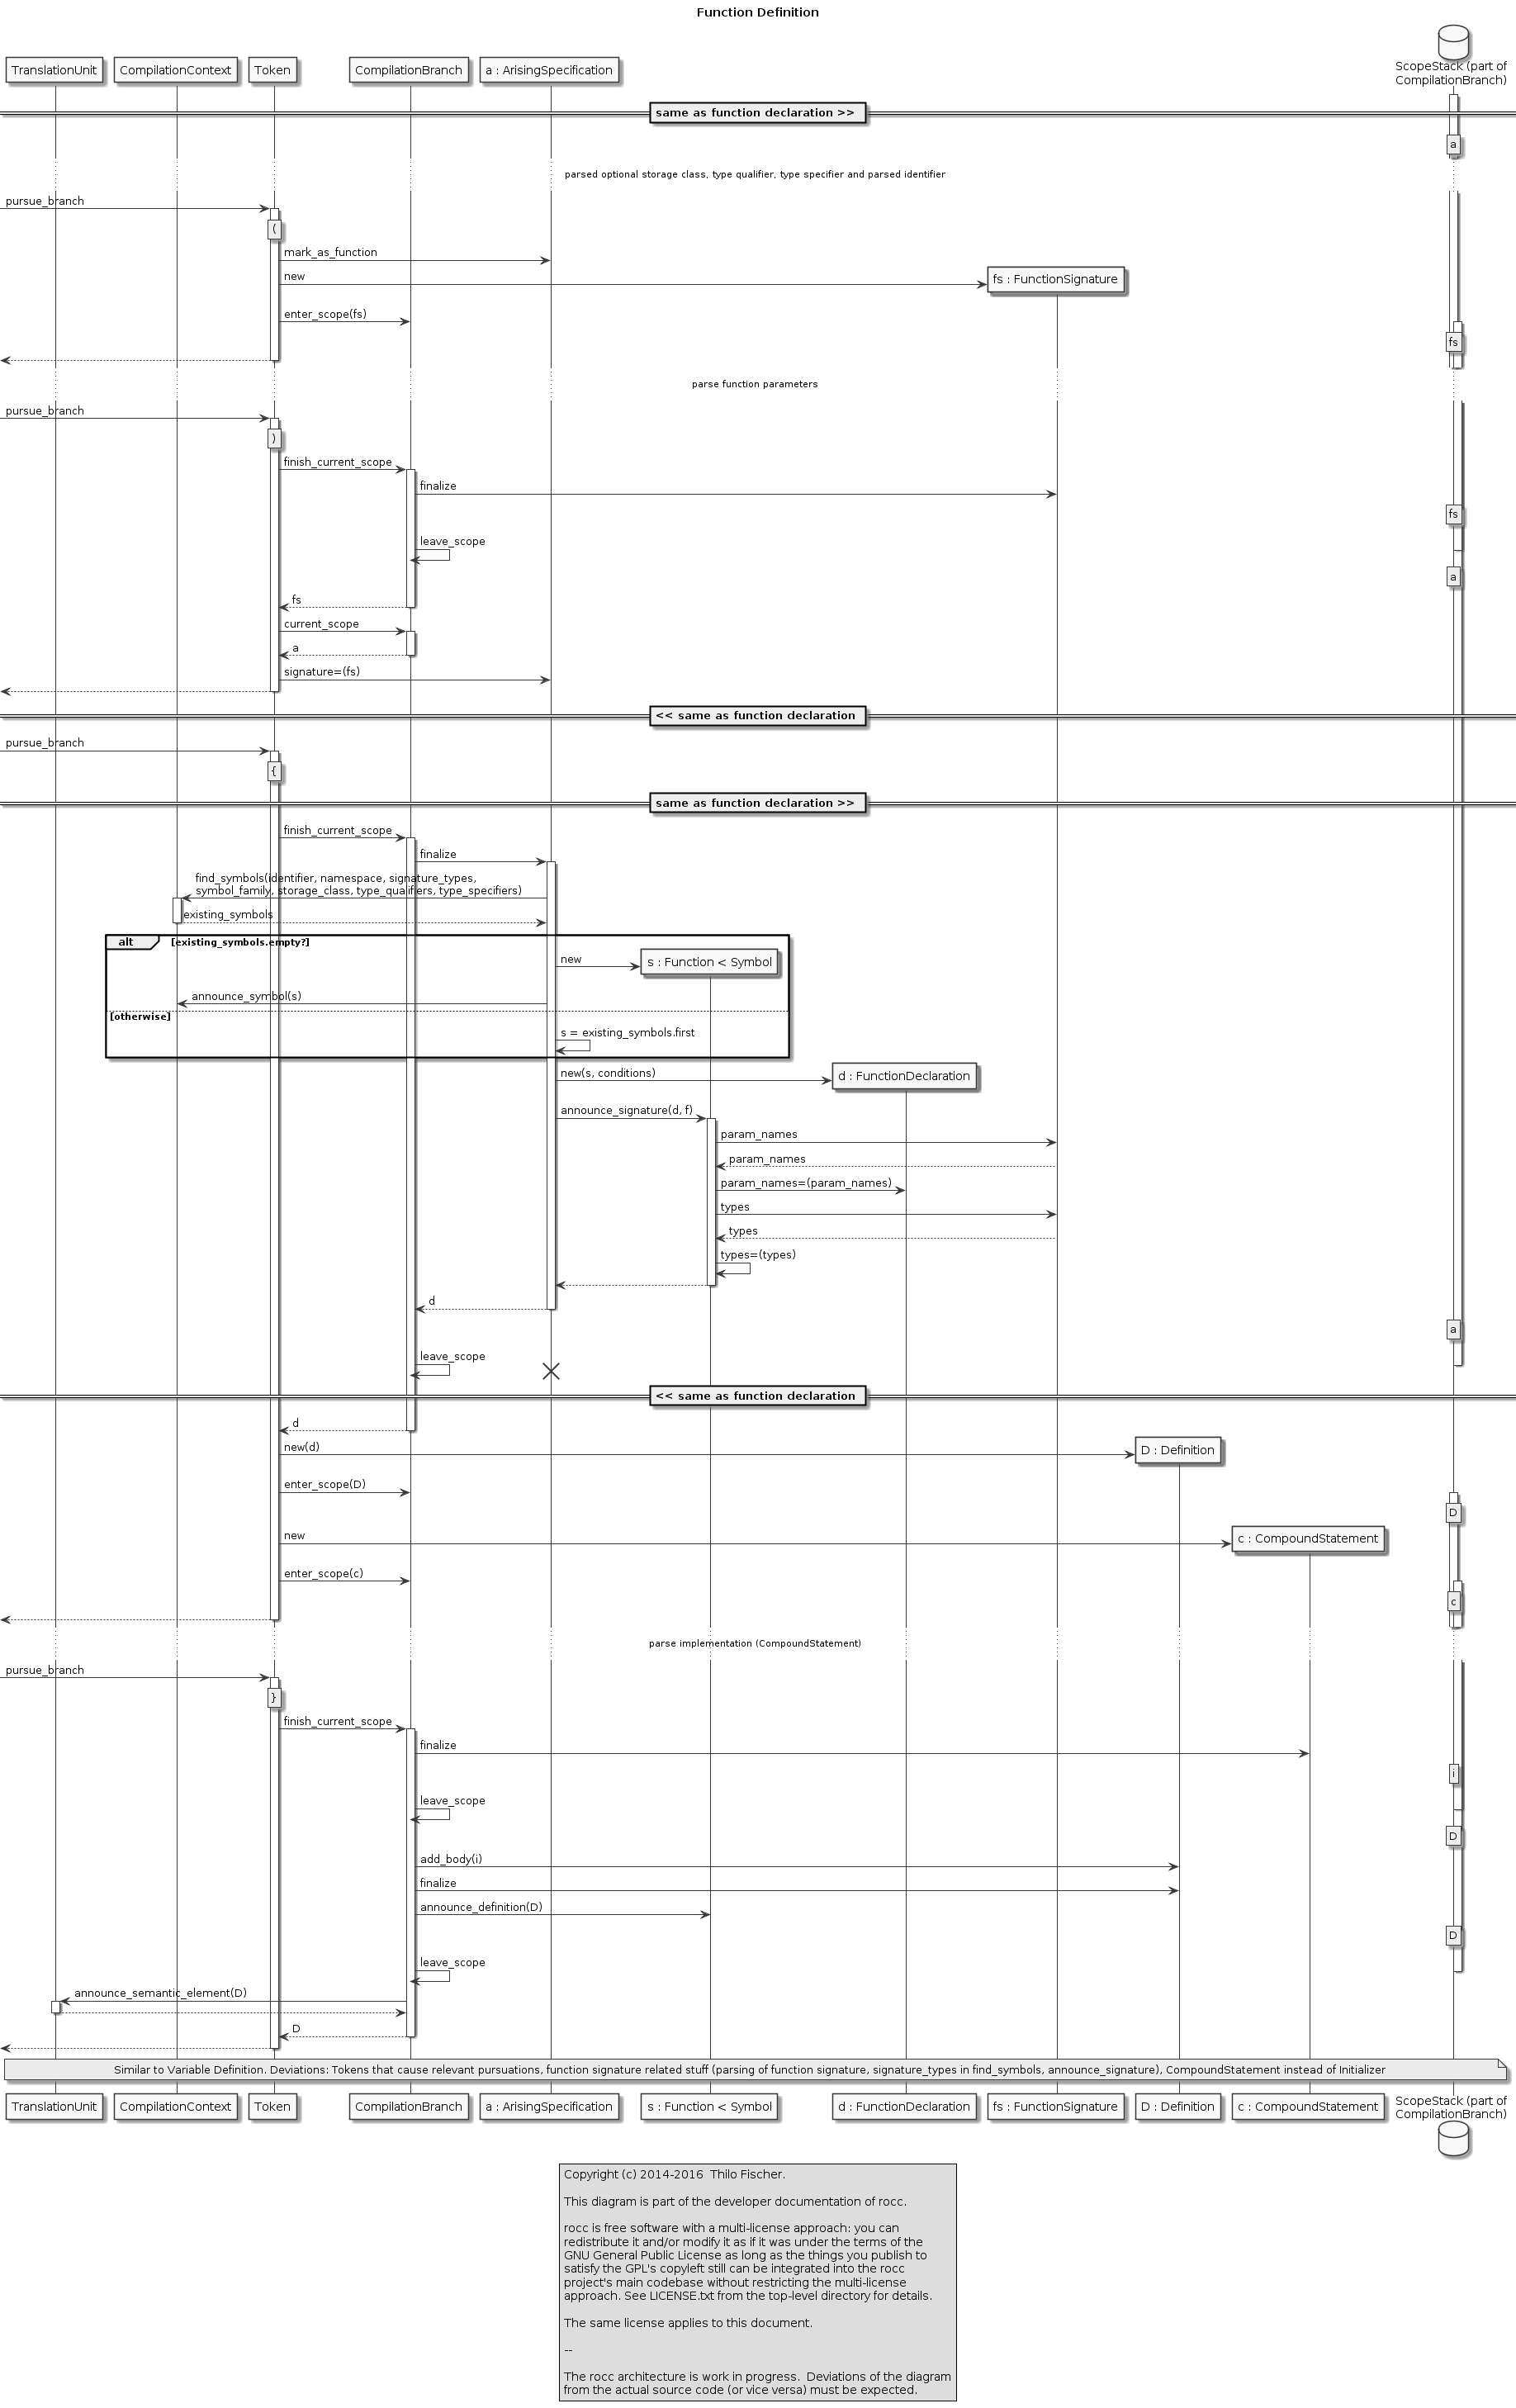 Function Definition
TranslationUnit
CompilationContext
Token
CompilationBranch
a : ArisingSpecification
ScopeStack (part of
CompilationBranch)
same as function declaration >>
a
parsed optional storage class, type qualifier, type specifier and parsed identifier
pursue_branch
(
mark_as_function
new
fs : FunctionSignature
enter_scope(fs)
fs
parse function parameters
pursue_branch
)
finish_current_scope
finalize
fs
leave_scope
a
fs
current_scope
a
signature=(fs)
<< same as function declaration
pursue_branch
{
same as function declaration >>
finish_current_scope
finalize
find_symbols(identifier, namespace, signature_types,
symbol_family, storage_class, type_qualifiers, type_specifiers)
existing_symbols
alt
[existing_symbols.empty?]
new
s : Function < Symbol
announce_symbol(s)
[otherwise]
s = existing_symbols.first
new(s, conditions)
d : FunctionDeclaration
announce_signature(d, f)
param_names
param_names
param_names=(param_names)
types
types
types=(types)
d
a
leave_scope
<< same as function declaration
d
new(d)
D : Definition
enter_scope(D)
D
new
c : CompoundStatement
enter_scope(c)
c
parse implementation (CompoundStatement)
pursue_branch
}
finish_current_scope
finalize
i
leave_scope
D
add_body(i)
finalize
announce_definition(D)
D
leave_scope
announce_semantic_element(D)
D
Similar to Variable Definition. Deviations: Tokens that cause relevant pursuations, function signature related stuff (parsing of function signature, signature_types in find_symbols, announce_signature), CompoundStatement instead of Initializer
TranslationUnit
CompilationContext
Token
CompilationBranch
a : ArisingSpecification
s : Function < Symbol
d : FunctionDeclaration
fs : FunctionSignature
D : Definition
c : CompoundStatement
ScopeStack (part of
CompilationBranch)
Copyright (c) 2014-2016  Thilo Fischer.
This diagram is part of the developer documentation of rocc.
rocc is free software with a multi-license approach: you can
redistribute it and/or modify it as if it was under the terms of the
GNU General Public License as long as the things you publish to
satisfy the GPL's copyleft still can be integrated into the rocc
project's main codebase without restricting the multi-license
approach. See LICENSE.txt from the top-level directory for details.
The same license applies to this document.
--
The rocc architecture is work in progress.  Deviations of the diagram
from the actual source code (or vice versa) must be expected.